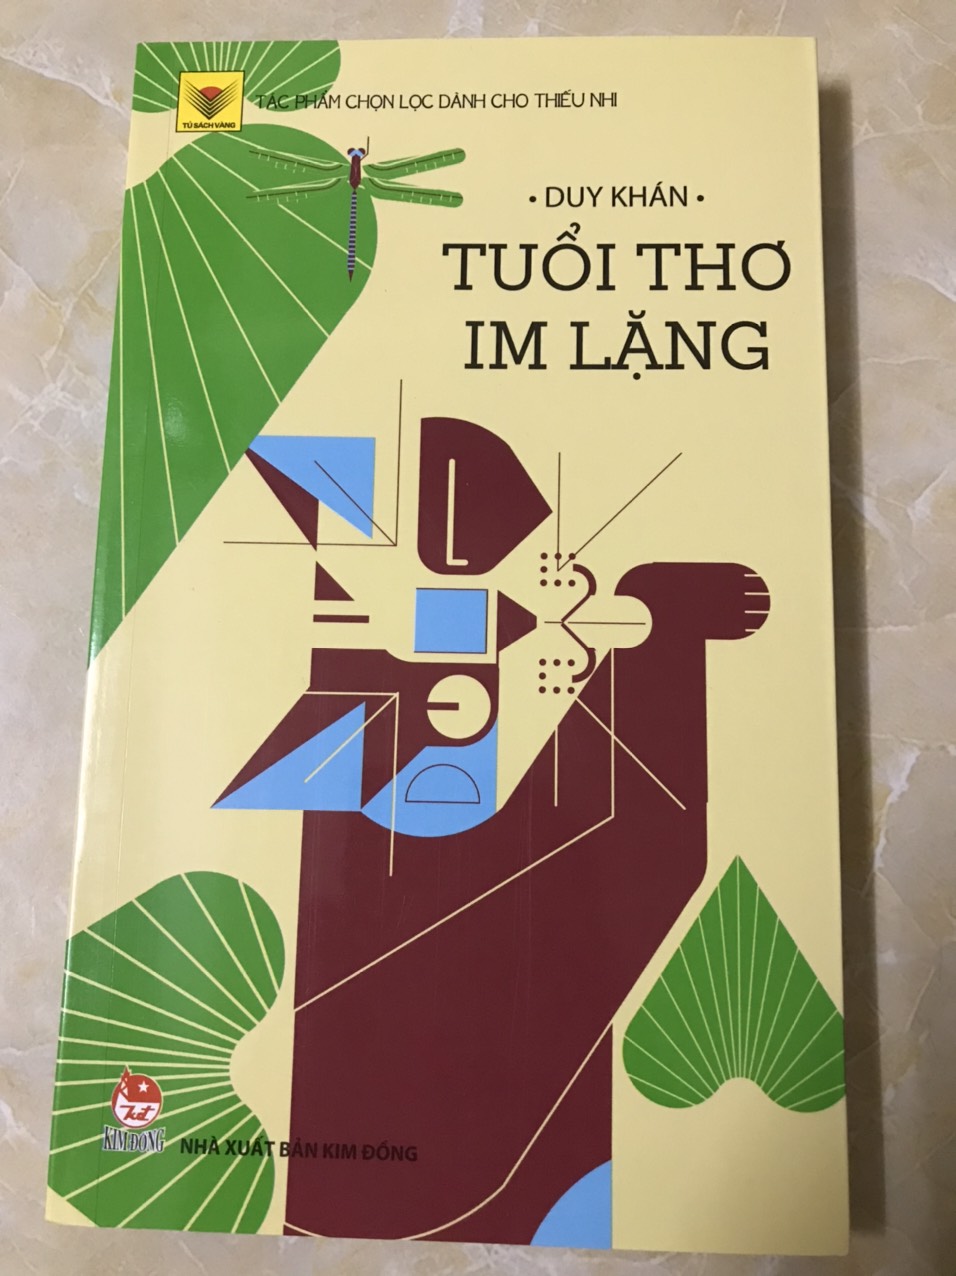 TÁC PHẨM CHỌN LỌC DÀNH CHO THIẾU NHI
TỦ SÁCH VÀNG
• DUY KHÁN •
TUỔI THƠ
IM LẶNG
KIM ĐỒNG
NHÀ XUẤT BẢN KIM ĐỒNG